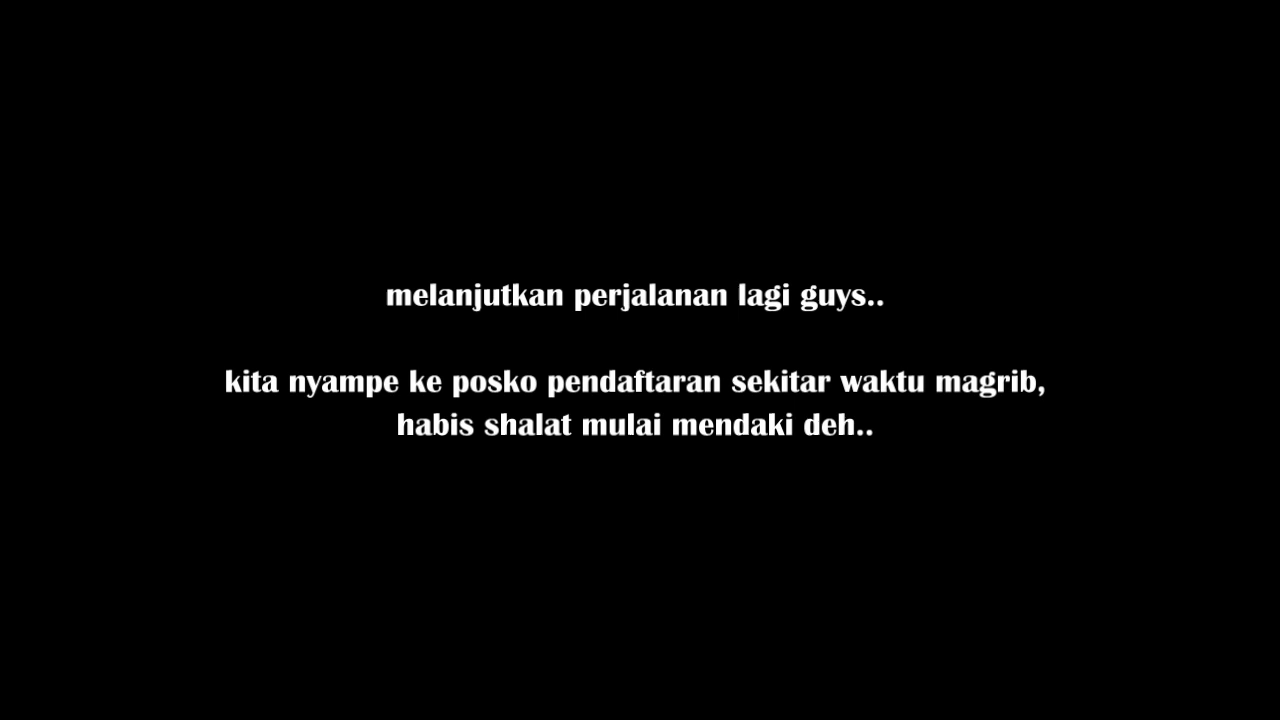 melanjutkan perjalanan lagi guys..
kita nyampe ke posko pendaftaran sekitar waktu magrib,
habis shalat mulai mendaki deh..